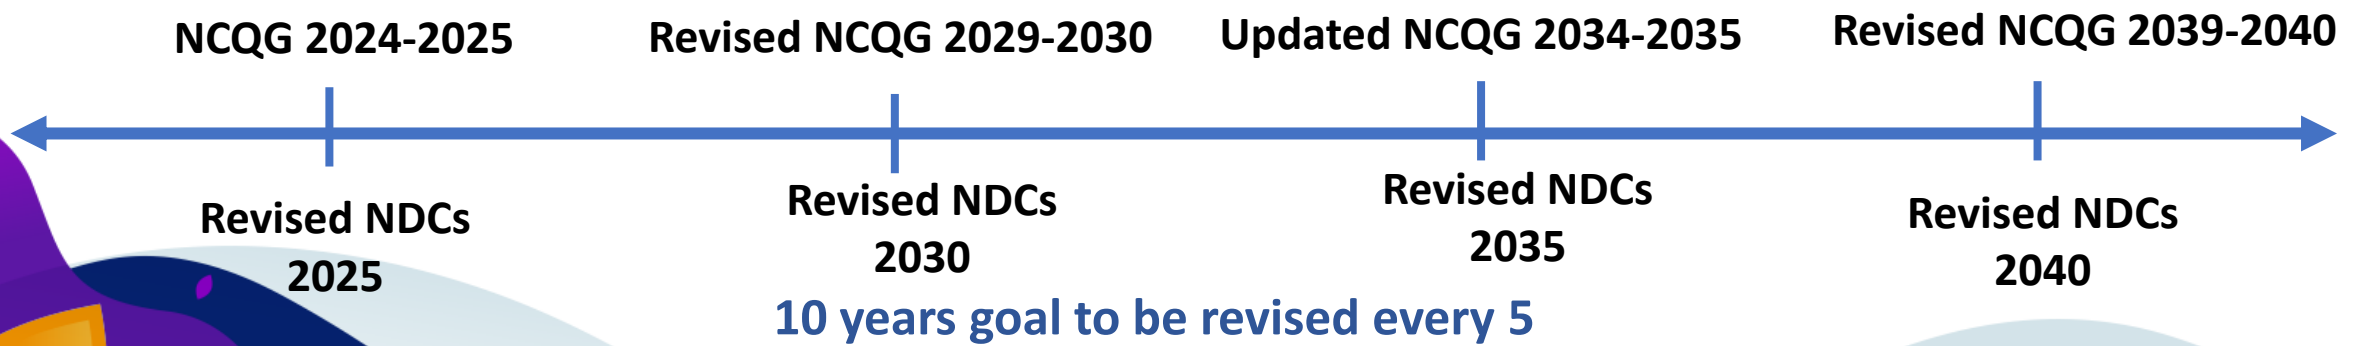 NCQG 2024-2025
Revised NCQG 2029-2030
Updated NCQG 2034-2035
Revised NCQG 2039-2040
Revised NDCs
2025
Revised NDCs
2030
Revised NDCs
2035
Revised NDCs
2040
10 years goal to be revised every 5